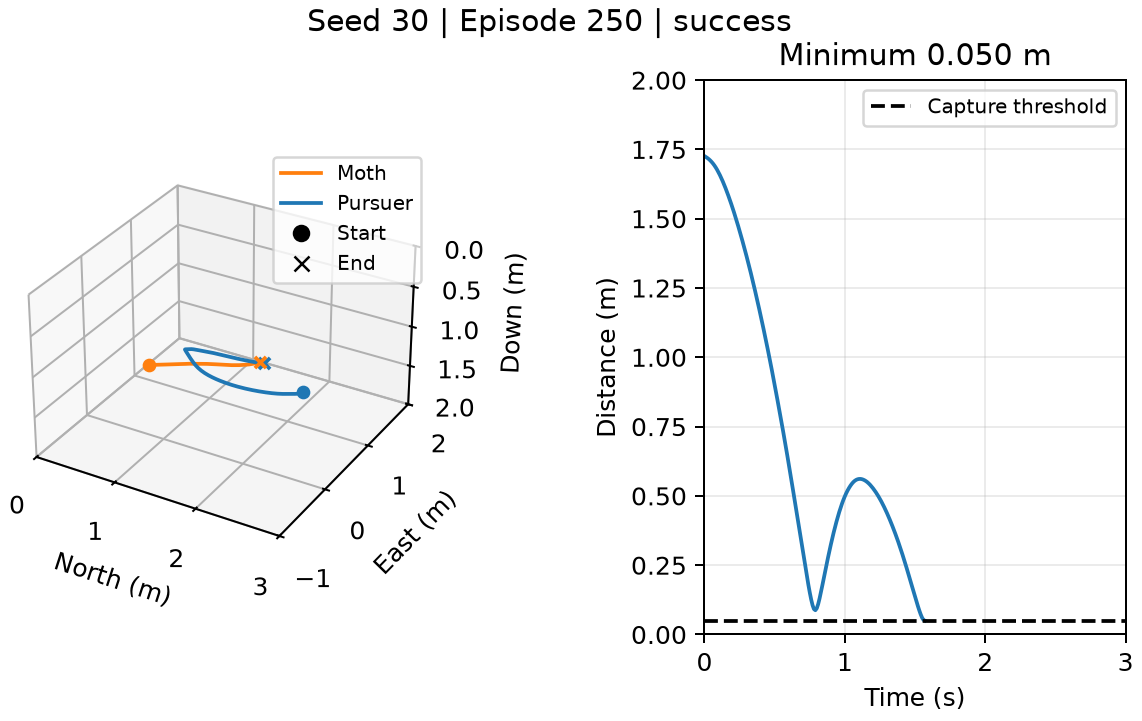 Seed 30 | Episode 250 | success
Moth
Pursuer
Start
End
0.0
0.5
1.0
1.5
2.0
Down (m)
2
1
0
−1
East (m)
0
1
2
3
North (m)
Minimum 0.050 m
Capture threshold
2.00
1.75
1.50
1.25
1.00
0.75
0.50
0.25
0.00
Distance (m)
0
1
2
3
Time (s)